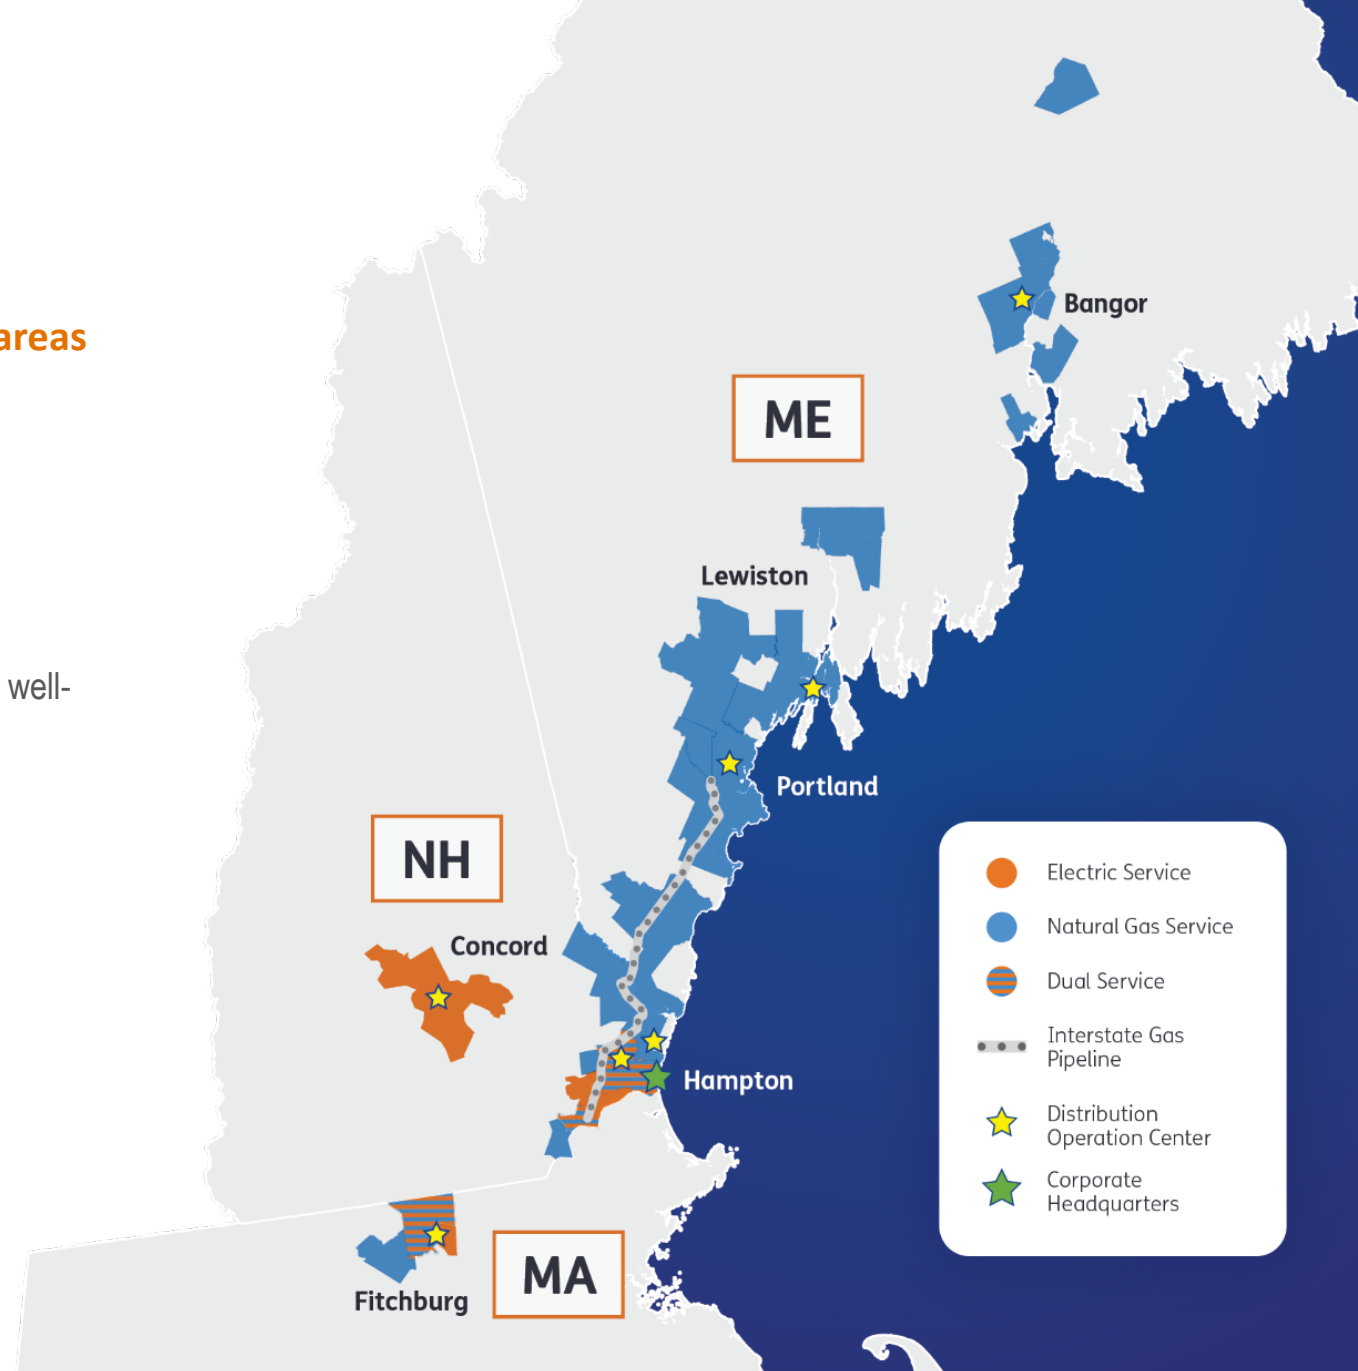 areas
well-
Bangor
ME
Lewiston
Portland
NH
Concord
Hampton
MA
Fitchburg
Electric Service
Natural Gas Service
Dual Service
Interstate Gas
Pipeline
Distribution
Operation Center
Corporate
Headquarters